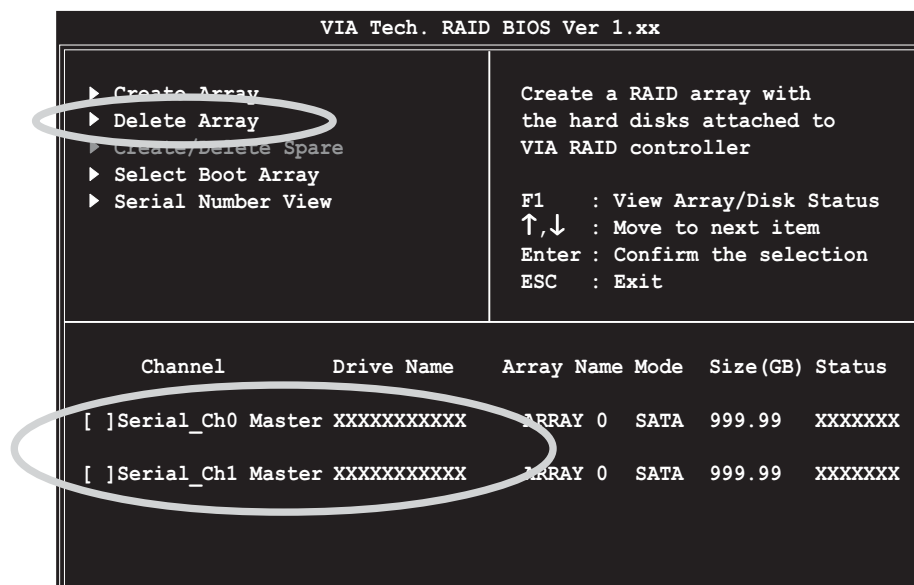 VIA Tech. RAID BIOS Ver 1.xx
Create Array
Delete Array
Create/Delete Spare
Select Boot Array
Serial Number View
Create a RAID array with
the hard disks attached to
VIA RAID controller
F1 : View Array/Disk Status
↑,↓ : Move to next item
Enter : Confirm the selection
ESC : Exit
Channel Drive Name Array Name Mode Size(GB) Status
[ ]Serial_Ch0 Master XXXXXXXXXXX ARRAY 0 SATA 999.99 XXXXXXX
[ ]Serial_Ch1 Master XXXXXXXXXXX ARRAY 0 SATA 999.99 XXXXXXX